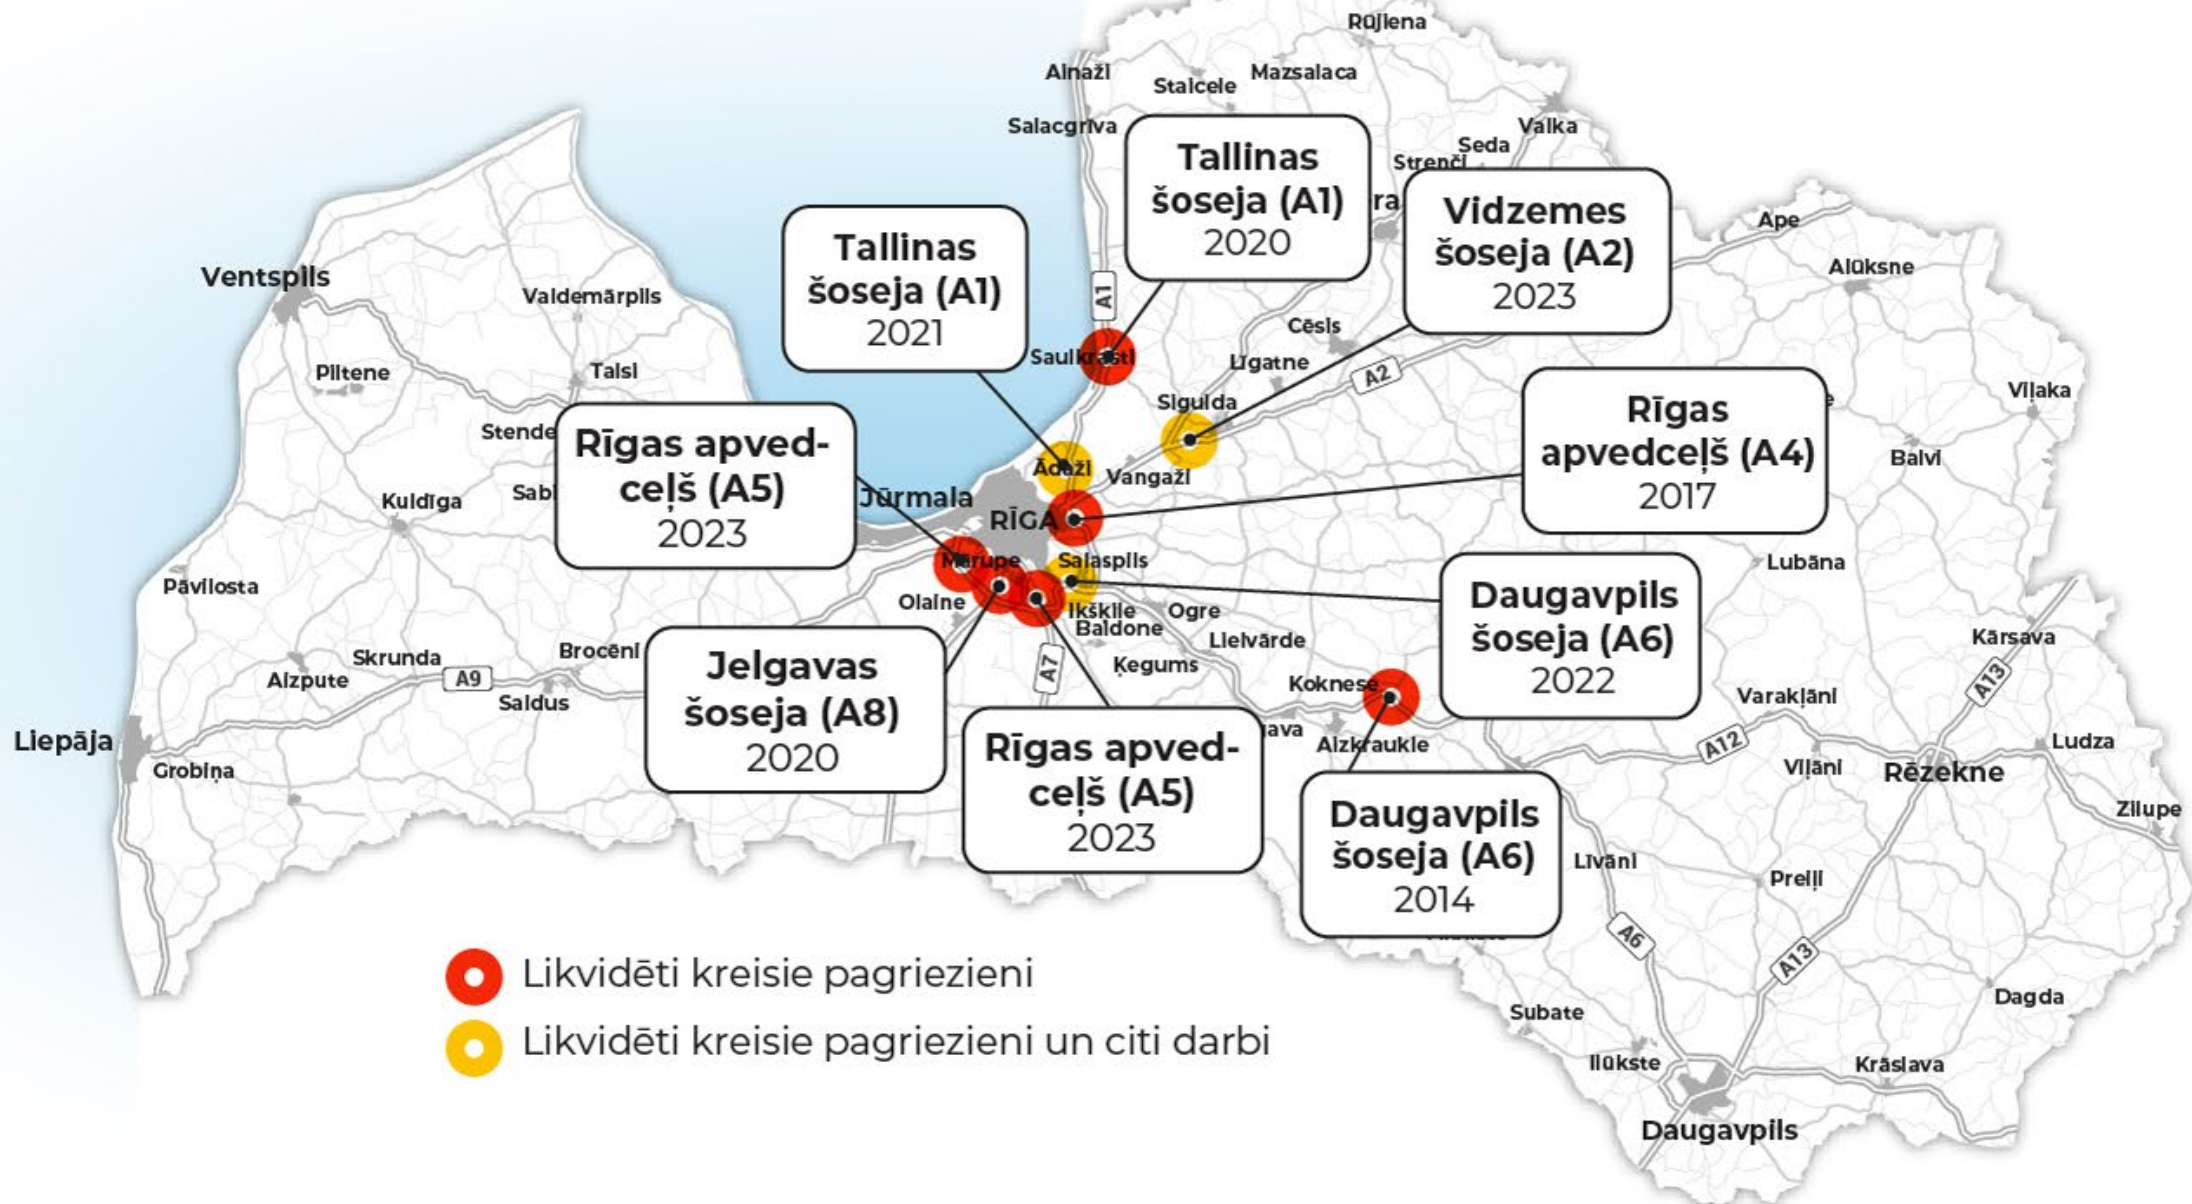 Rūjiena
Ainaži
Staicele
Mazsalaca
Salacgrīva
Valka
Seda
Strenči
Tallinas
šoseja (A1)
2020
ra
Vidzemes
šoseja (A2)
2023
Ape
Alūksne
Tallinas
šoseja (A1)
2021
A1
Ventspils
Valdemārpils
Cēsis
Saulkrasti
Līgatne
A2
Piltene
Talsi
Sigulda
Viļaka
Rīgas
apvedceļš (A4)
2017
e
Stende
Rīgas apved-
ceļš (A5)
2023
Ādaži
Vangaži
Balvi
Kuldīga
Sabi
Jūrmala
RĪGA
Mārupe
Salaspils
Lubāna
Pāvilosta
Olaine
Ikšķile
Ogre
Baldone
Lielvārde
Daugavpils
šoseja (A6)
2022
Kārsava
Skrunda
Brocēni
A9
Aizpute
Saldus
Jelgavas
šoseja (A8)
2020
A7
Ķegums
Koknese
A13
Varakļāni
Liepāja
Grobiņa
Rīgas apved-
ceļš (A5)
2023
ava
Aizkraukle
A12
Viļāni
Rēzekne
Ludza
Zilupe
Daugavpils
šoseja (A6)
2014
Līvāni
Preiļi
A6
A13
Likvidēti kreisie pagriezieni
Likvidēti kreisie pagriezieni un citi darbi
Subate
Dagda
Ilūkste
Krāslava
Daugavpils